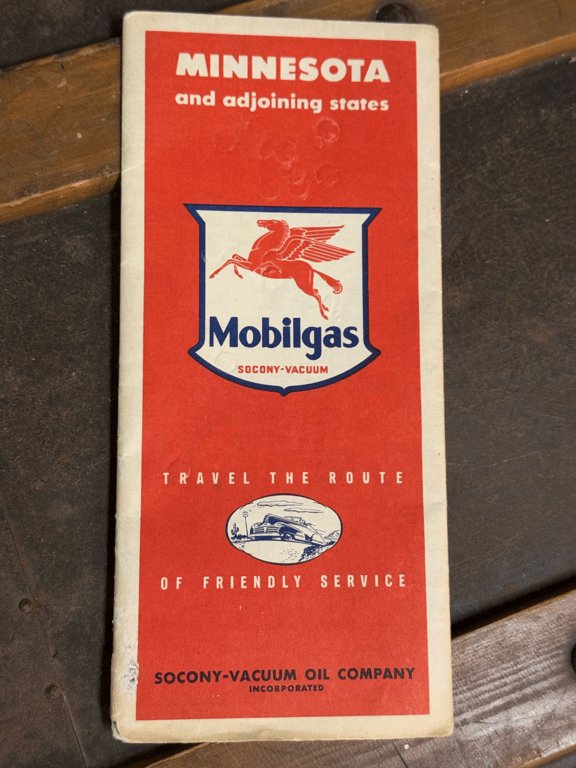 MINNESOTA
and adjoining states
Mobilgas
SOCONY-VACUUM
TRAVEL THE ROUTE
OF FRIENDLY SERVICE
SOCONY-VACUUM OIL COMPANY
INCORPORATED